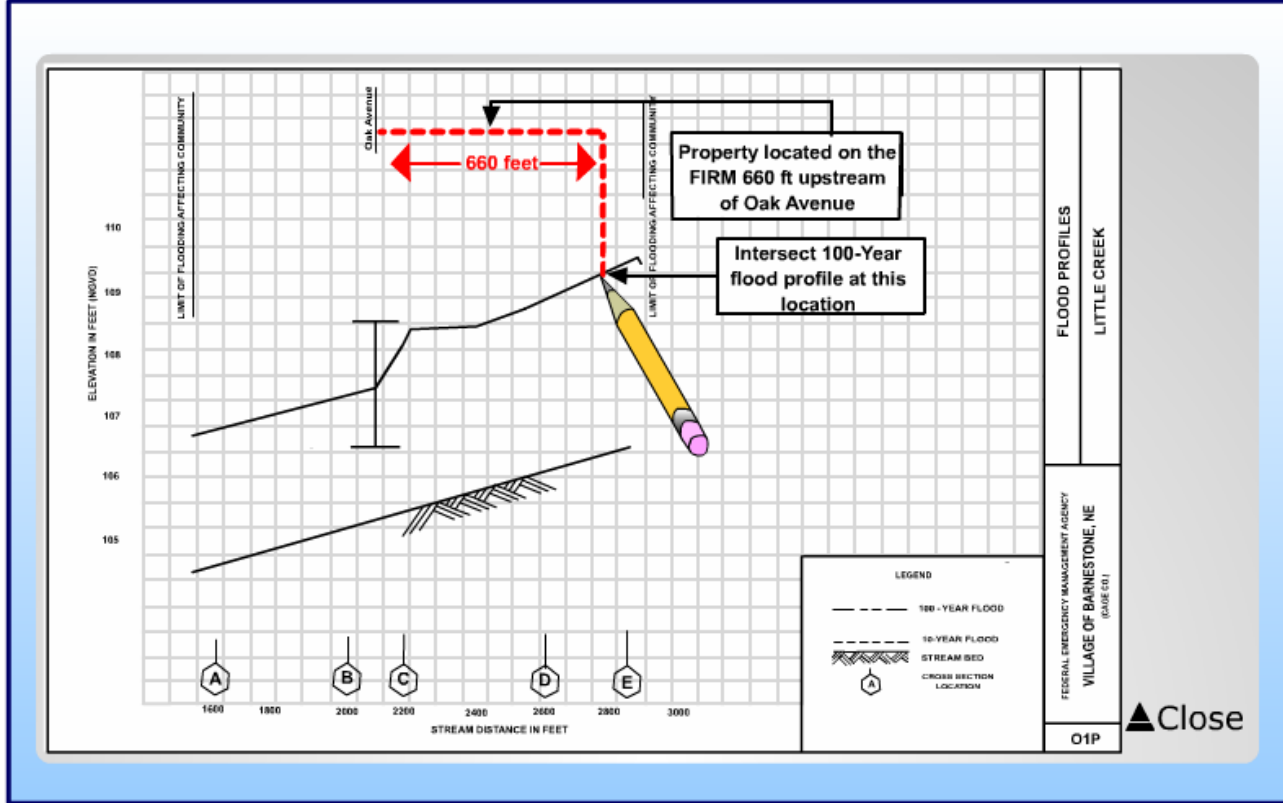 LIMIT OF FLOODING AFFECTING COMMUNITY
Oak Avenue
660 feet
LIMIT OF FLOODING AFFECTING COMMUNITY
Property located on the
FIRM 660 ft upstream
of Oak Avenue
Intersect 100-Year
flood profile at this
location
ELEVATION IN FEET (NGVD)
110
109
108
107
106
105
A
B
C
D
E
1600
1800
2000
2200
2400
2600
2800
3000
STREAM DISTANCE IN FEET
LEGEND
100 - YEAR FLOOD
10-YEAR FLOOD
STREAM BED
A
CROSS SECTION
LOCATION
FLOOD PROFILES
LITTLE CREEK
FEDERAL EMERGENCY MANAGEMENT AGENCY
VILLAGE OF BARNESTONE, NE
(CAGE CO.)
O1P
Close